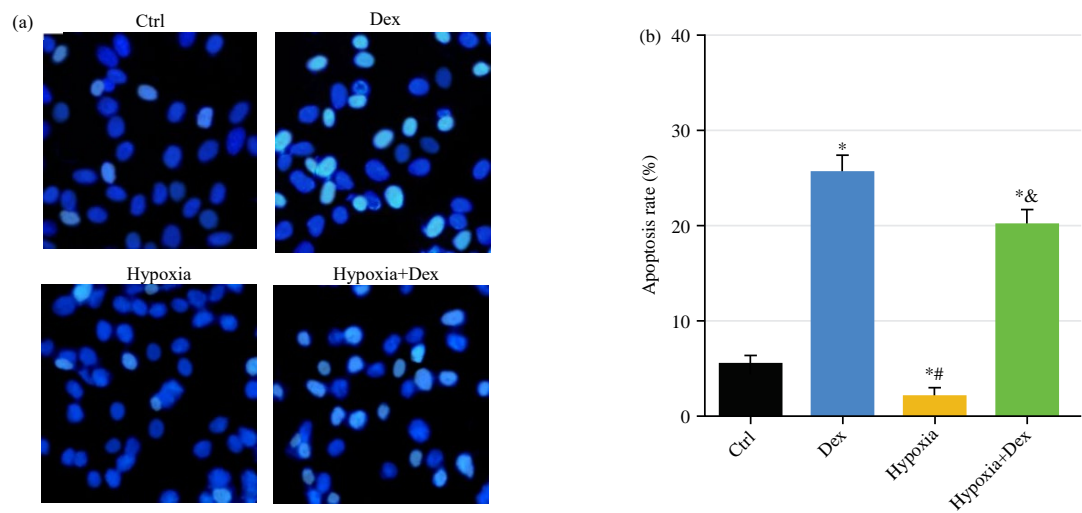 (a)
Ctrl
Dex
Hypoxia
Hypoxia+Dex
(b)
Apoptosis rate (%)
40
30
20
10
0
*
*#
*&
Ctrl
Dex
Hypoxia
Hypoxia+Dex